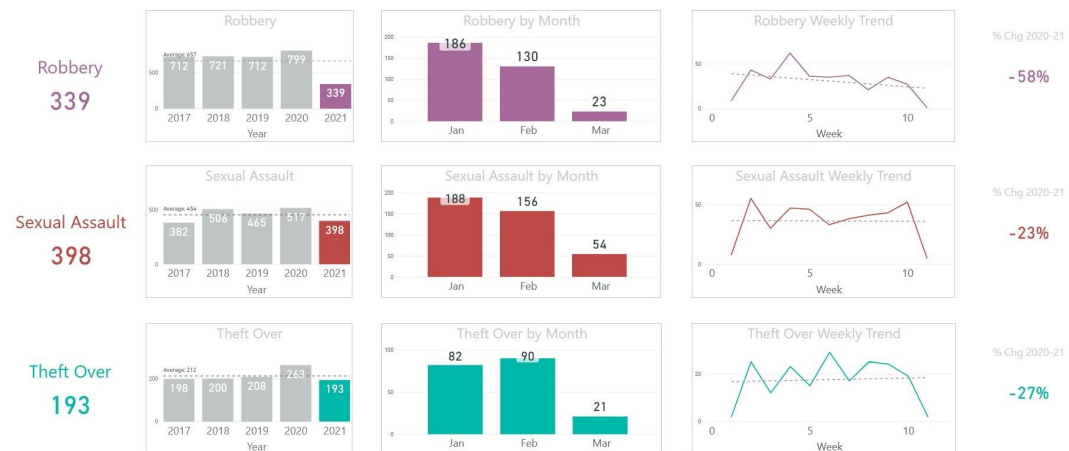 Robbery
339
Robbery
Average: 657
500
0
712
721
712
799
339
2017 2018 2019 2020 2021
Year
Robbery by Month
200
150
100
50
0
186
130
23
Jan Feb Mar
Robbery Weekly Trend
50
0
0 5 10
Week
% Chg 2020-21
-58%
Sexual Assault
398
Sexual Assault
Average: 454
500
0
382
506
465
517
398
2017 2018 2019 2020 2021
Year
Sexual Assault by Month
200
150
100
50
0
188
156
54
Jan Feb Mar
Sexual Assault Weekly Trend
50
0
0 5 10
Week
% Chg 2020-21
-23%
Theft Over
193
Theft Over
Average: 212
200
0
198
200
208
263
193
2017 2018 2019 2020 2021
Year
Theft Over by Month
100
50
0
82
90
21
Jan Feb Mar
Theft Over Weekly Trend
20
0
0 5 10
Week
% Chg 2020-21
-27%